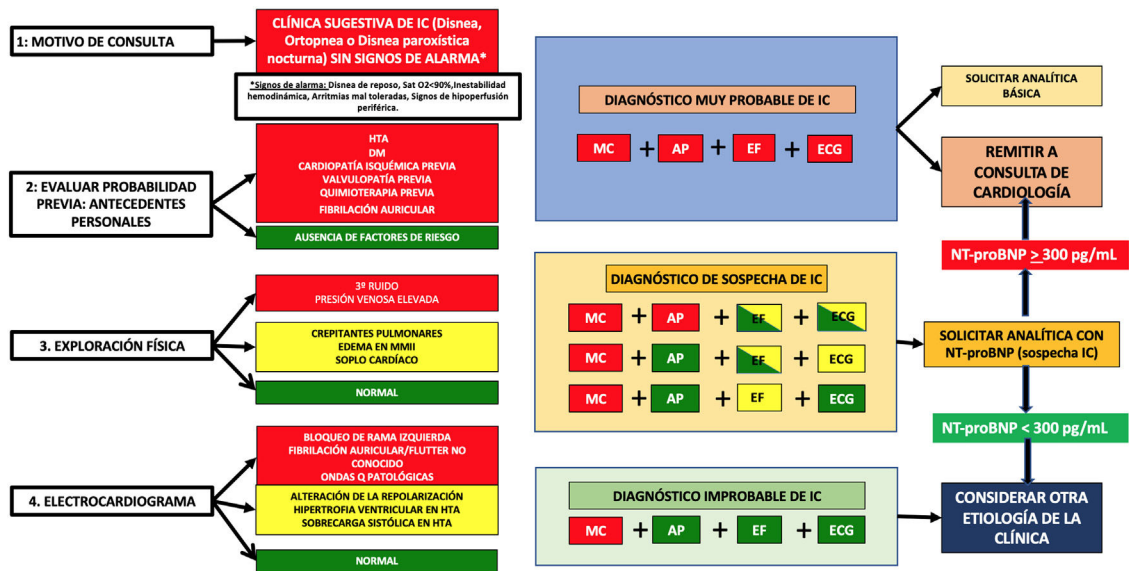 1: MOTIVO DE CONSULTA
CLÍNICA SUGESTIVA DE IC (Disnea,
Ortopnea o Disnea paroxística
nocturna) SIN SIGNOS DE ALARMA*
*Signos de alarma: Disnea de reposo, Sat O2<90%,Inestabilidad
hemodinámica, Arritmias mal toleradas, Signos de hipoperfusión
periférica.
2: EVALUAR PROBABILIDAD
PREVIA: ANTECEDENTES
PERSONALES
HTA
DM
CARDIOPATÍA ISQUÉMICA PREVIA
VALVULOPATÍA PREVIA
QUIMIOTERAPIA PREVIA
FIBRILACIÓN AURICULAR
AUSENCIA DE FACTORES DE RIESGO
3. EXPLORACIÓN FÍSICA
3º RUIDO
PRESIÓN VENOSA ELEVADA
CREPITANTES PULMONARES
EDEMA EN MMII
SOPLO CARDÍACO
NORMAL
4. ELECTROCARDIOGRAMA
BLOQUEO DE RAMA IZQUIERDA
FIBRILACIÓN AURICULAR/FLUTTER NO
CONOCIDO
ONDAS Q PATOLÓGICAS
ALTERACIÓN DE LA REPOLARIZACIÓN
HIPERTROFIA VENTRICULAR EN HTA
SOBRECARGA SISTÓLICA EN HTA
NORMAL
DIAGNÓSTICO MUY PROBABLE DE IC
MC + AP + EF + ECG
DIAGNÓSTICO DE SOSPECHA DE IC
MC + AP + EF + ECG
MC + AP + EF + ECG
MC + AP + EF + ECG
DIAGNÓSTICO IMPROBABLE DE IC
MC + AP + EF + ECG
SOLICITAR ANALÍTICA
BÁSICA
REMITIR A
CONSULTA DE
CARDIOLOGÍA
NT-proBNP ≥300 pg/mL
SOLICITAR ANALÍTICA CON
NT-proBNP (sospecha IC)
NT-proBNP < 300 pg/mL
CONSIDERAR OTRA
ETIOLOGÍA DE LA
CLÍNICA